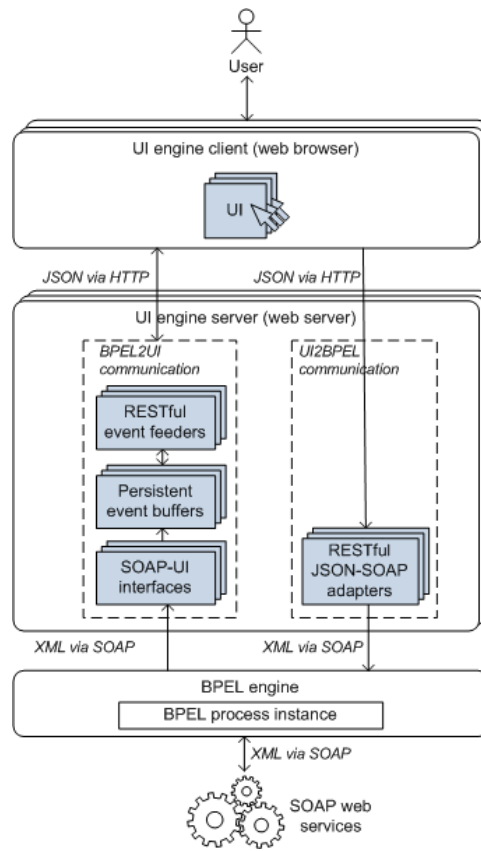 User
UI engine client (web browser)
UI
JSON via HTTP
JSON via HTTP
UI engine server (web server)
BPEL2UI
communication
UI2BPEL
communication
RESTful
event feeders
Persistent
event buffers
SOAP-UI
interfaces
RESTful
JSON-SOAP
adapters
XML via SOAP
XML via SOAP
BPEL engine
BPEL process instance
XML via SOAP
SOAP web
services